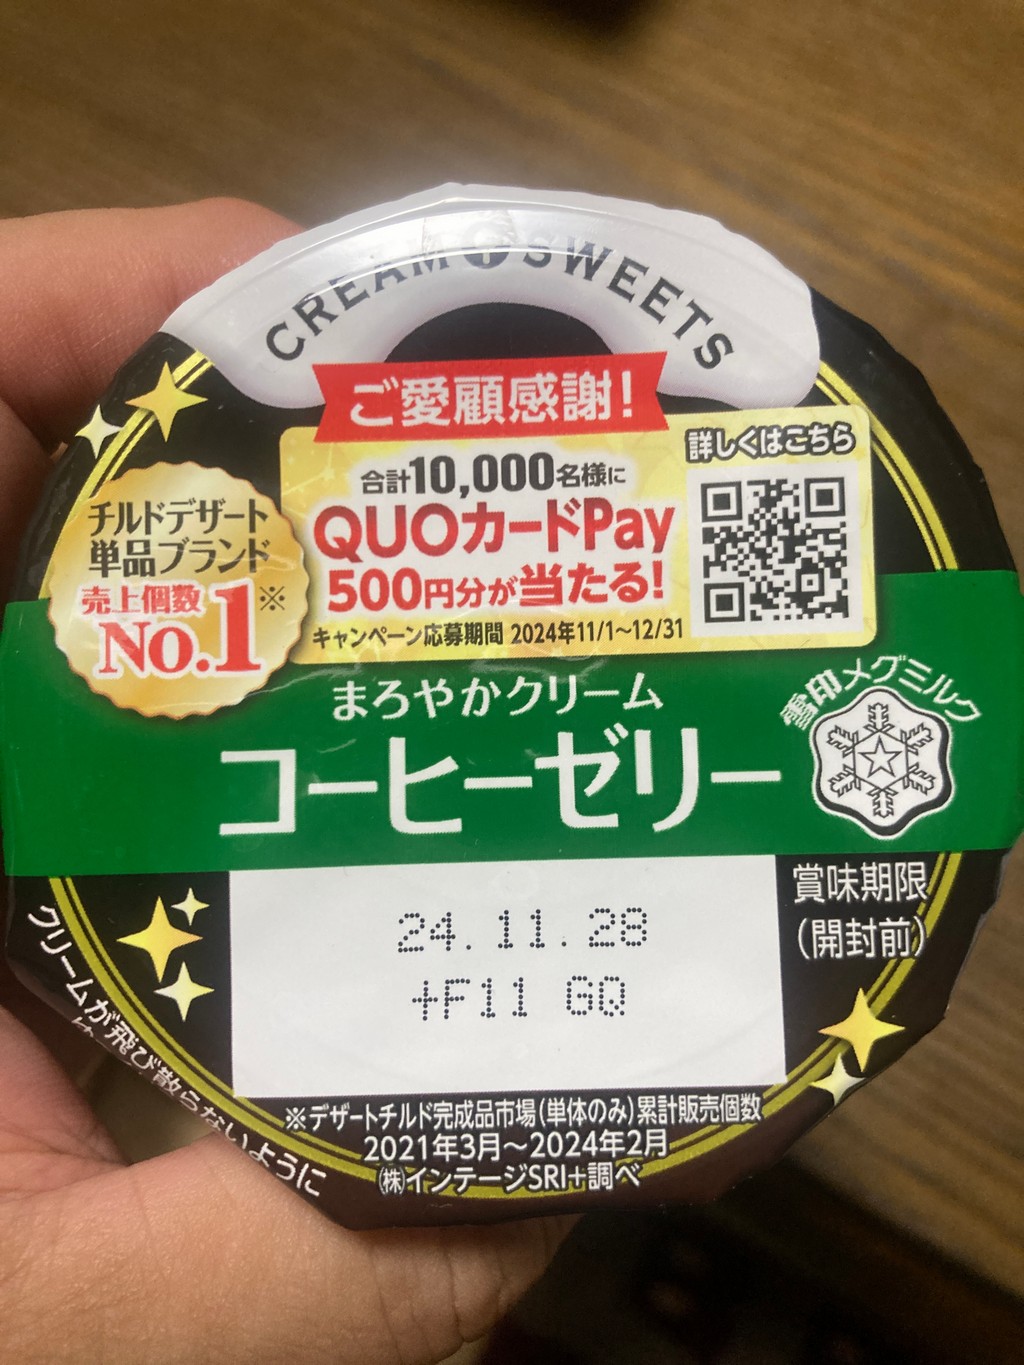 CREAM SWEETS
ご愛顧感謝!
詳しくはこちら
合計10,000名様に
QUOカードPay
500円分が当たる!
キャンペーン応募期間 2024年11/1~12/31
チルドデザート
単品ブランド
売上個数※
No.1
まろやかクリーム
コーヒーゼリー
雪印メグミルク
賞味期限
(開封前)
24.11.28
+F11 GQ
クリームが飛び散らないように
※デザートチルド完成品市場(単体のみ)累計販売個数
2021年3月~2024年2月
㈱インテージSRI+調べ